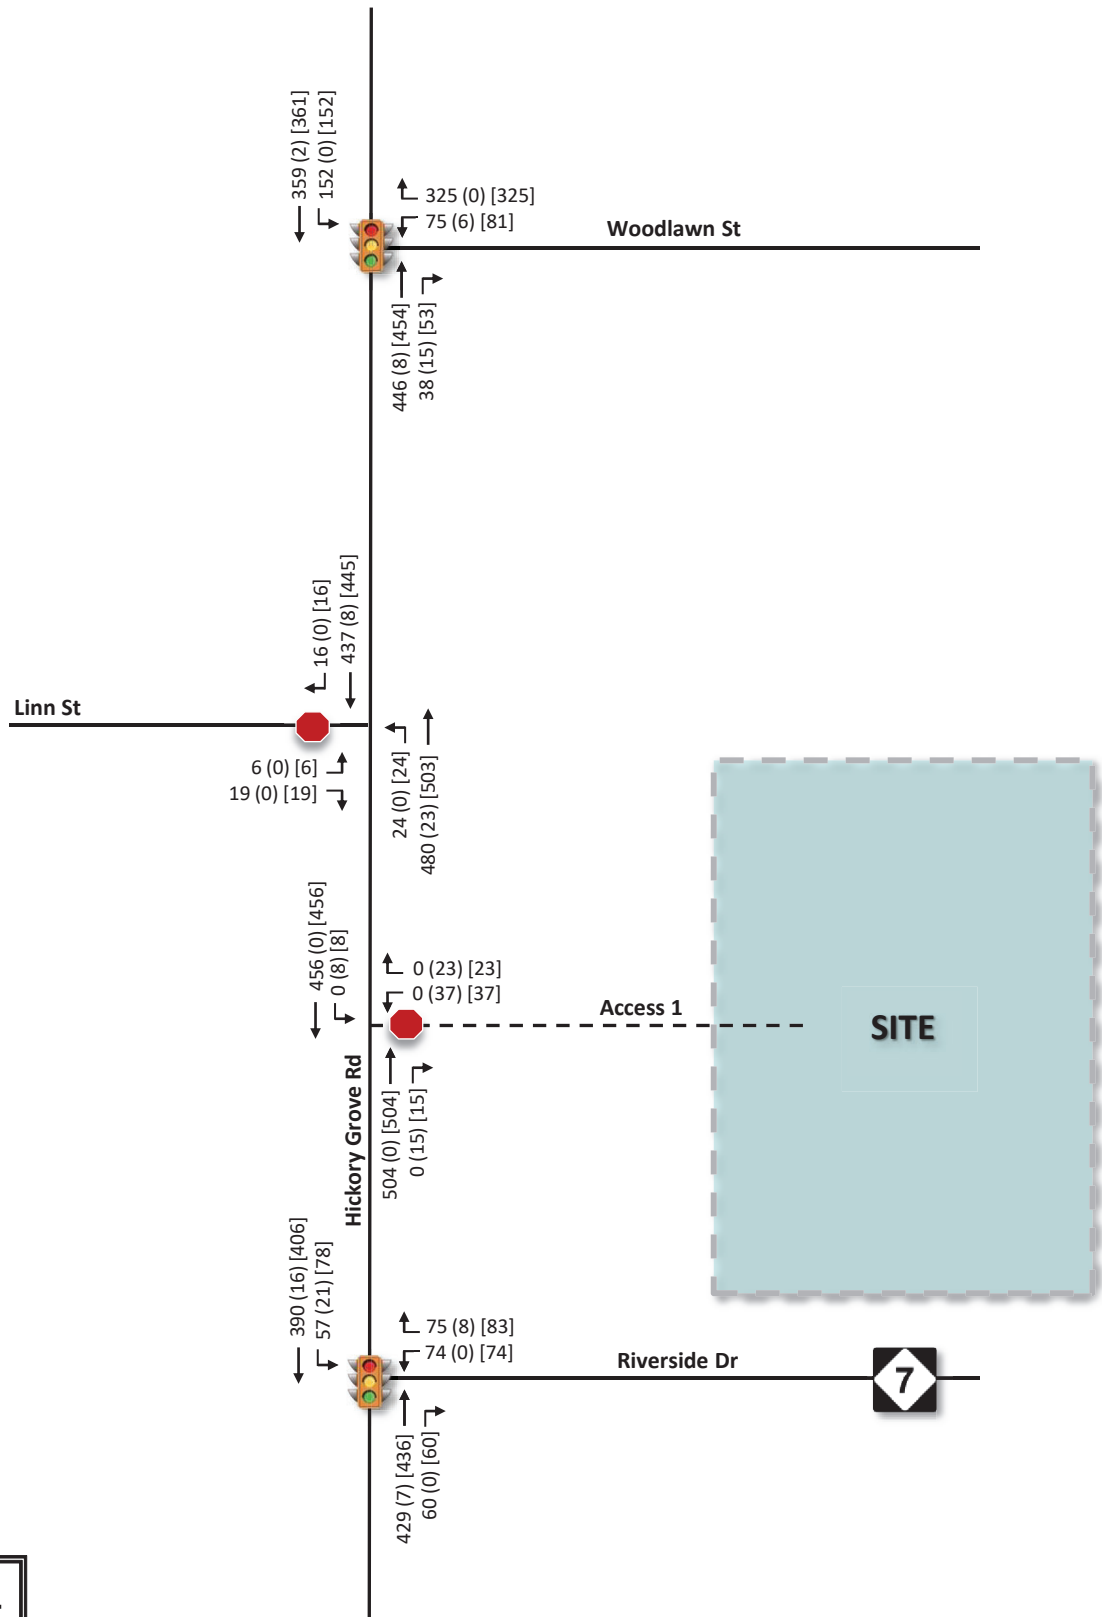 359 (2) [361]
152 (0) [152]
325 (0) [325]
75 (6) [81]
Woodlawn St
446 (8) [454]
38 (15) [53]
16 (0) [16]
437 (8) [445]
Linn St
6 (0) [6]
19 (0) [19]
24 (0) [24]
480 (23) [503]
456 (0) [456]
0 (8) [8]
0 (23) [23]
0 (37) [37]
Access 1
SITE
504 (0) [504]
0 (15) [15]
Hickory Grove Rd
390 (16) [406]
57 (21) [78]
75 (8) [83]
74 (0) [74]
Riverside Dr
7
429 (7) [436]
60 (0) [60]